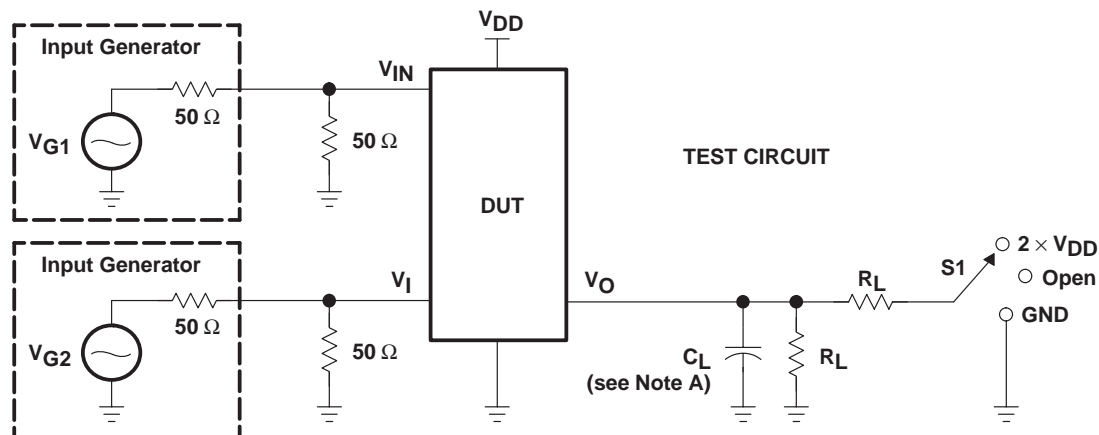 VDD
Input Generator
VIN
50 Ω
VG1
50 Ω
TEST CIRCUIT
DUT
Input Generator
VI
VO
RL
S1
2 × VDD
Open
GND
50 Ω
VG2
50 Ω
CL
(see Note A)
RL